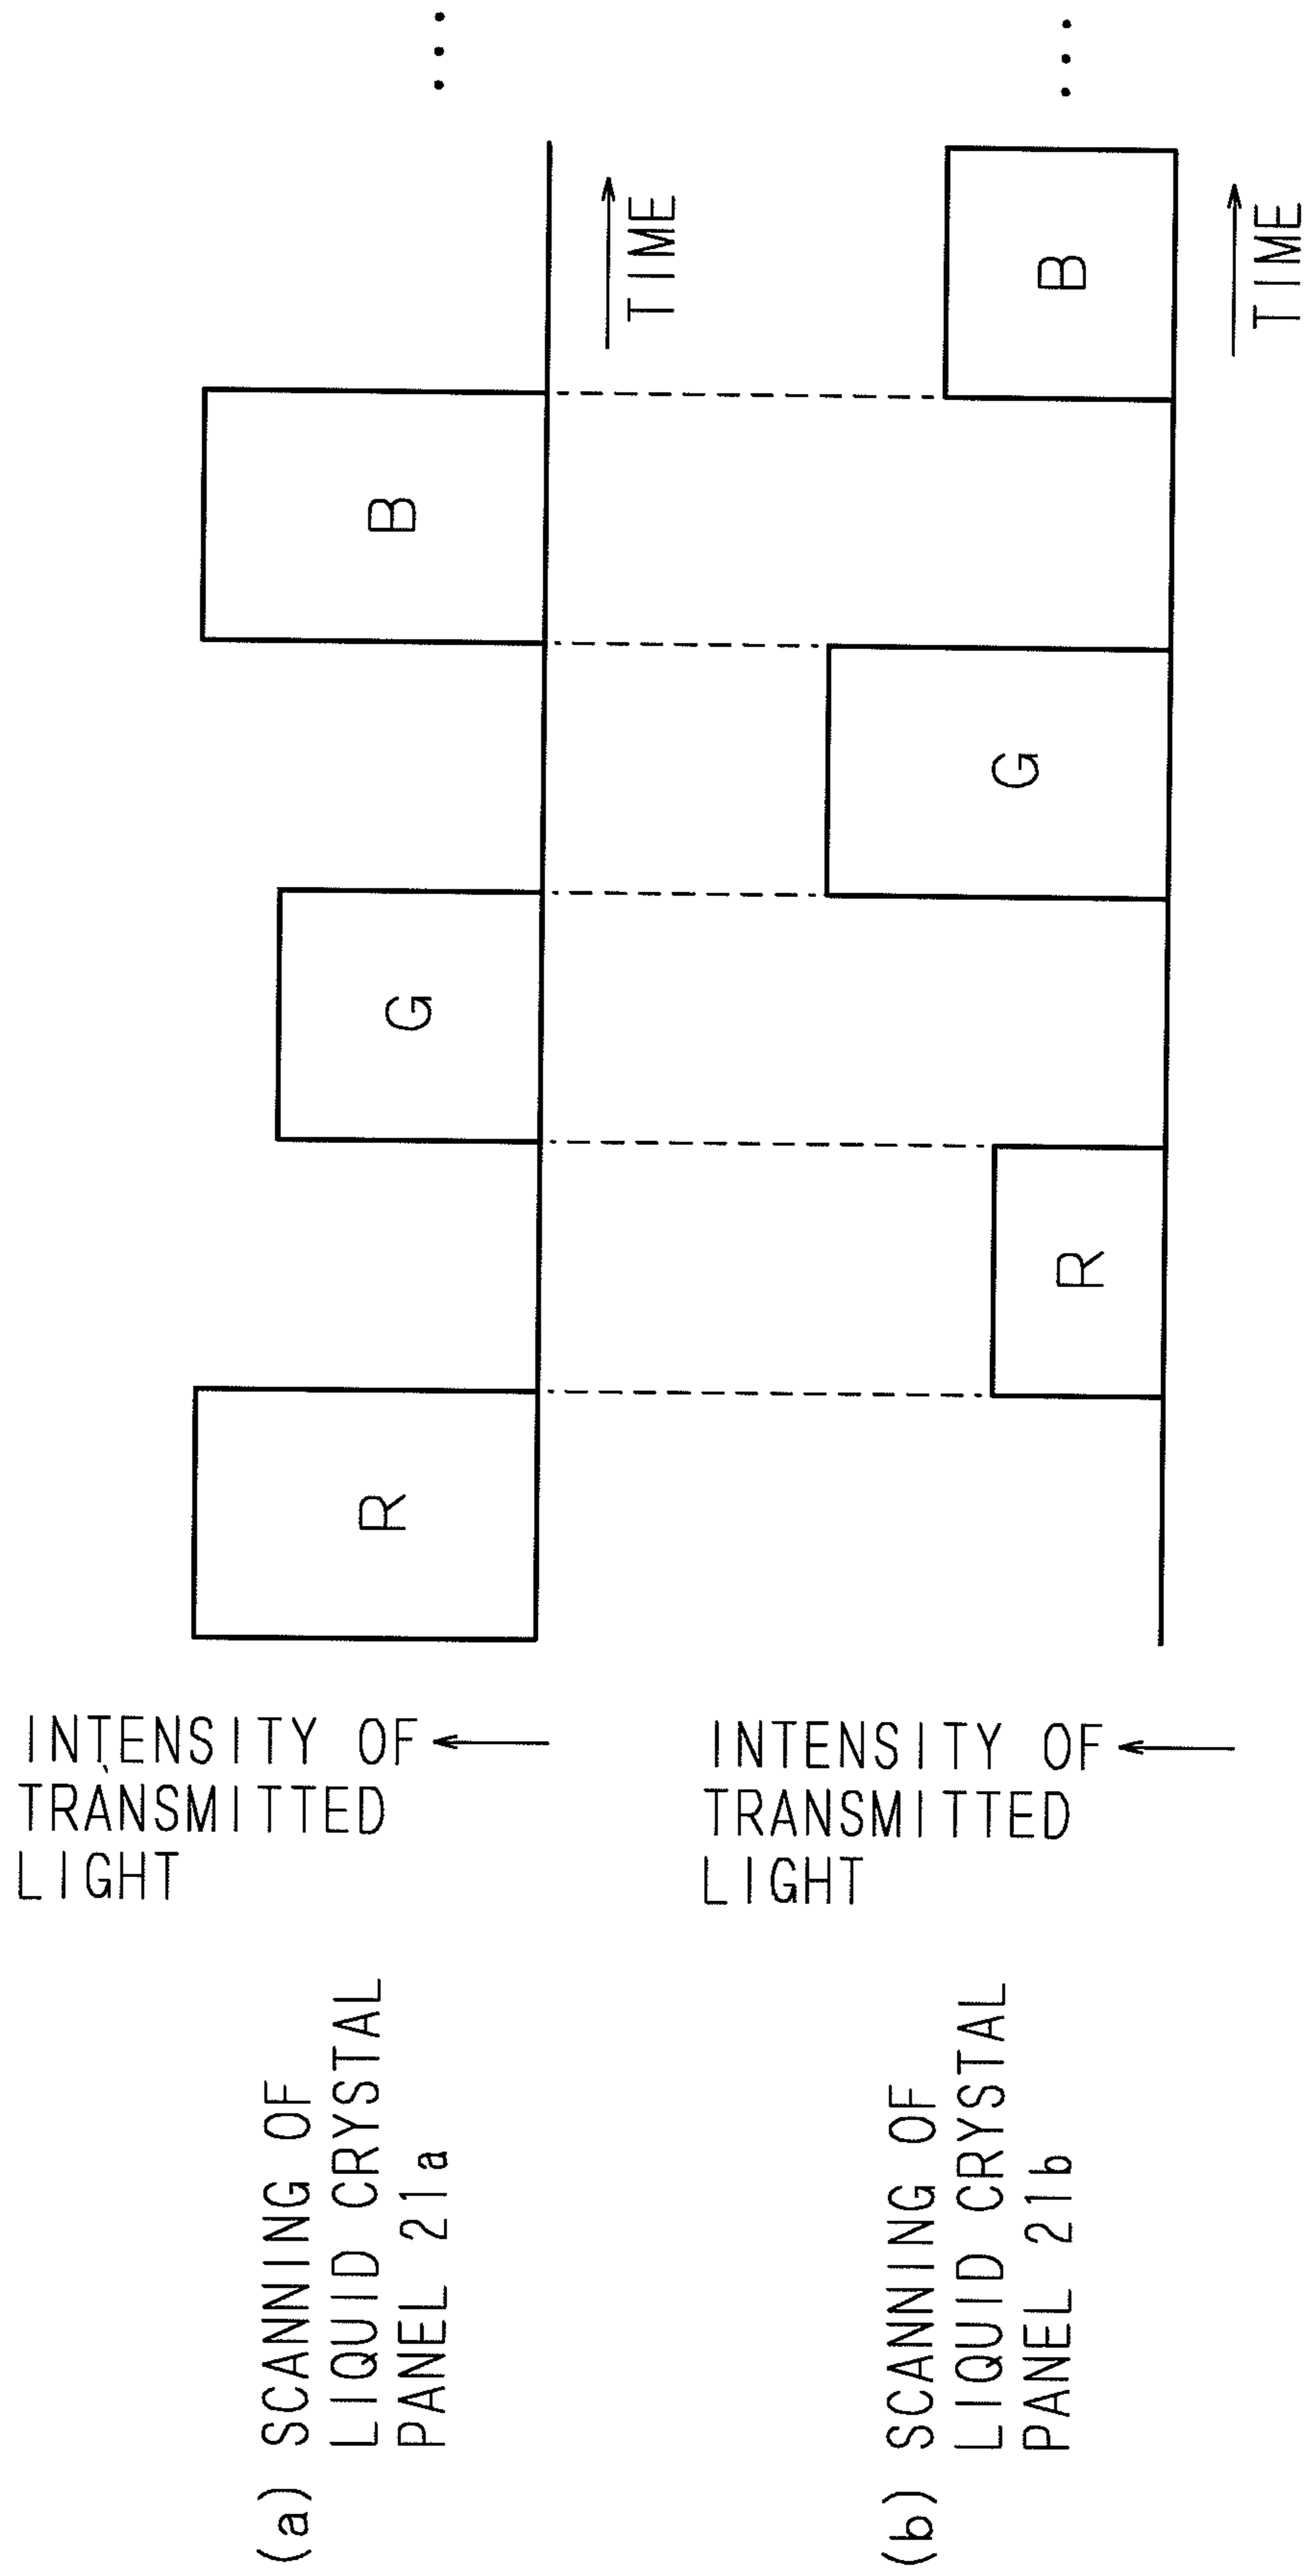 (a) SCANNING OF
LIQUID CRYSTAL
PANEL 21a
INTENSITY OF
TRANSMITTED
LIGHT
R
G
B
...
TIME
(b) SCANNING OF
LIQUID CRYSTAL
PANEL 21b
INTENSITY OF
TRANSMITTED
LIGHT
R
G
B
...
TIME